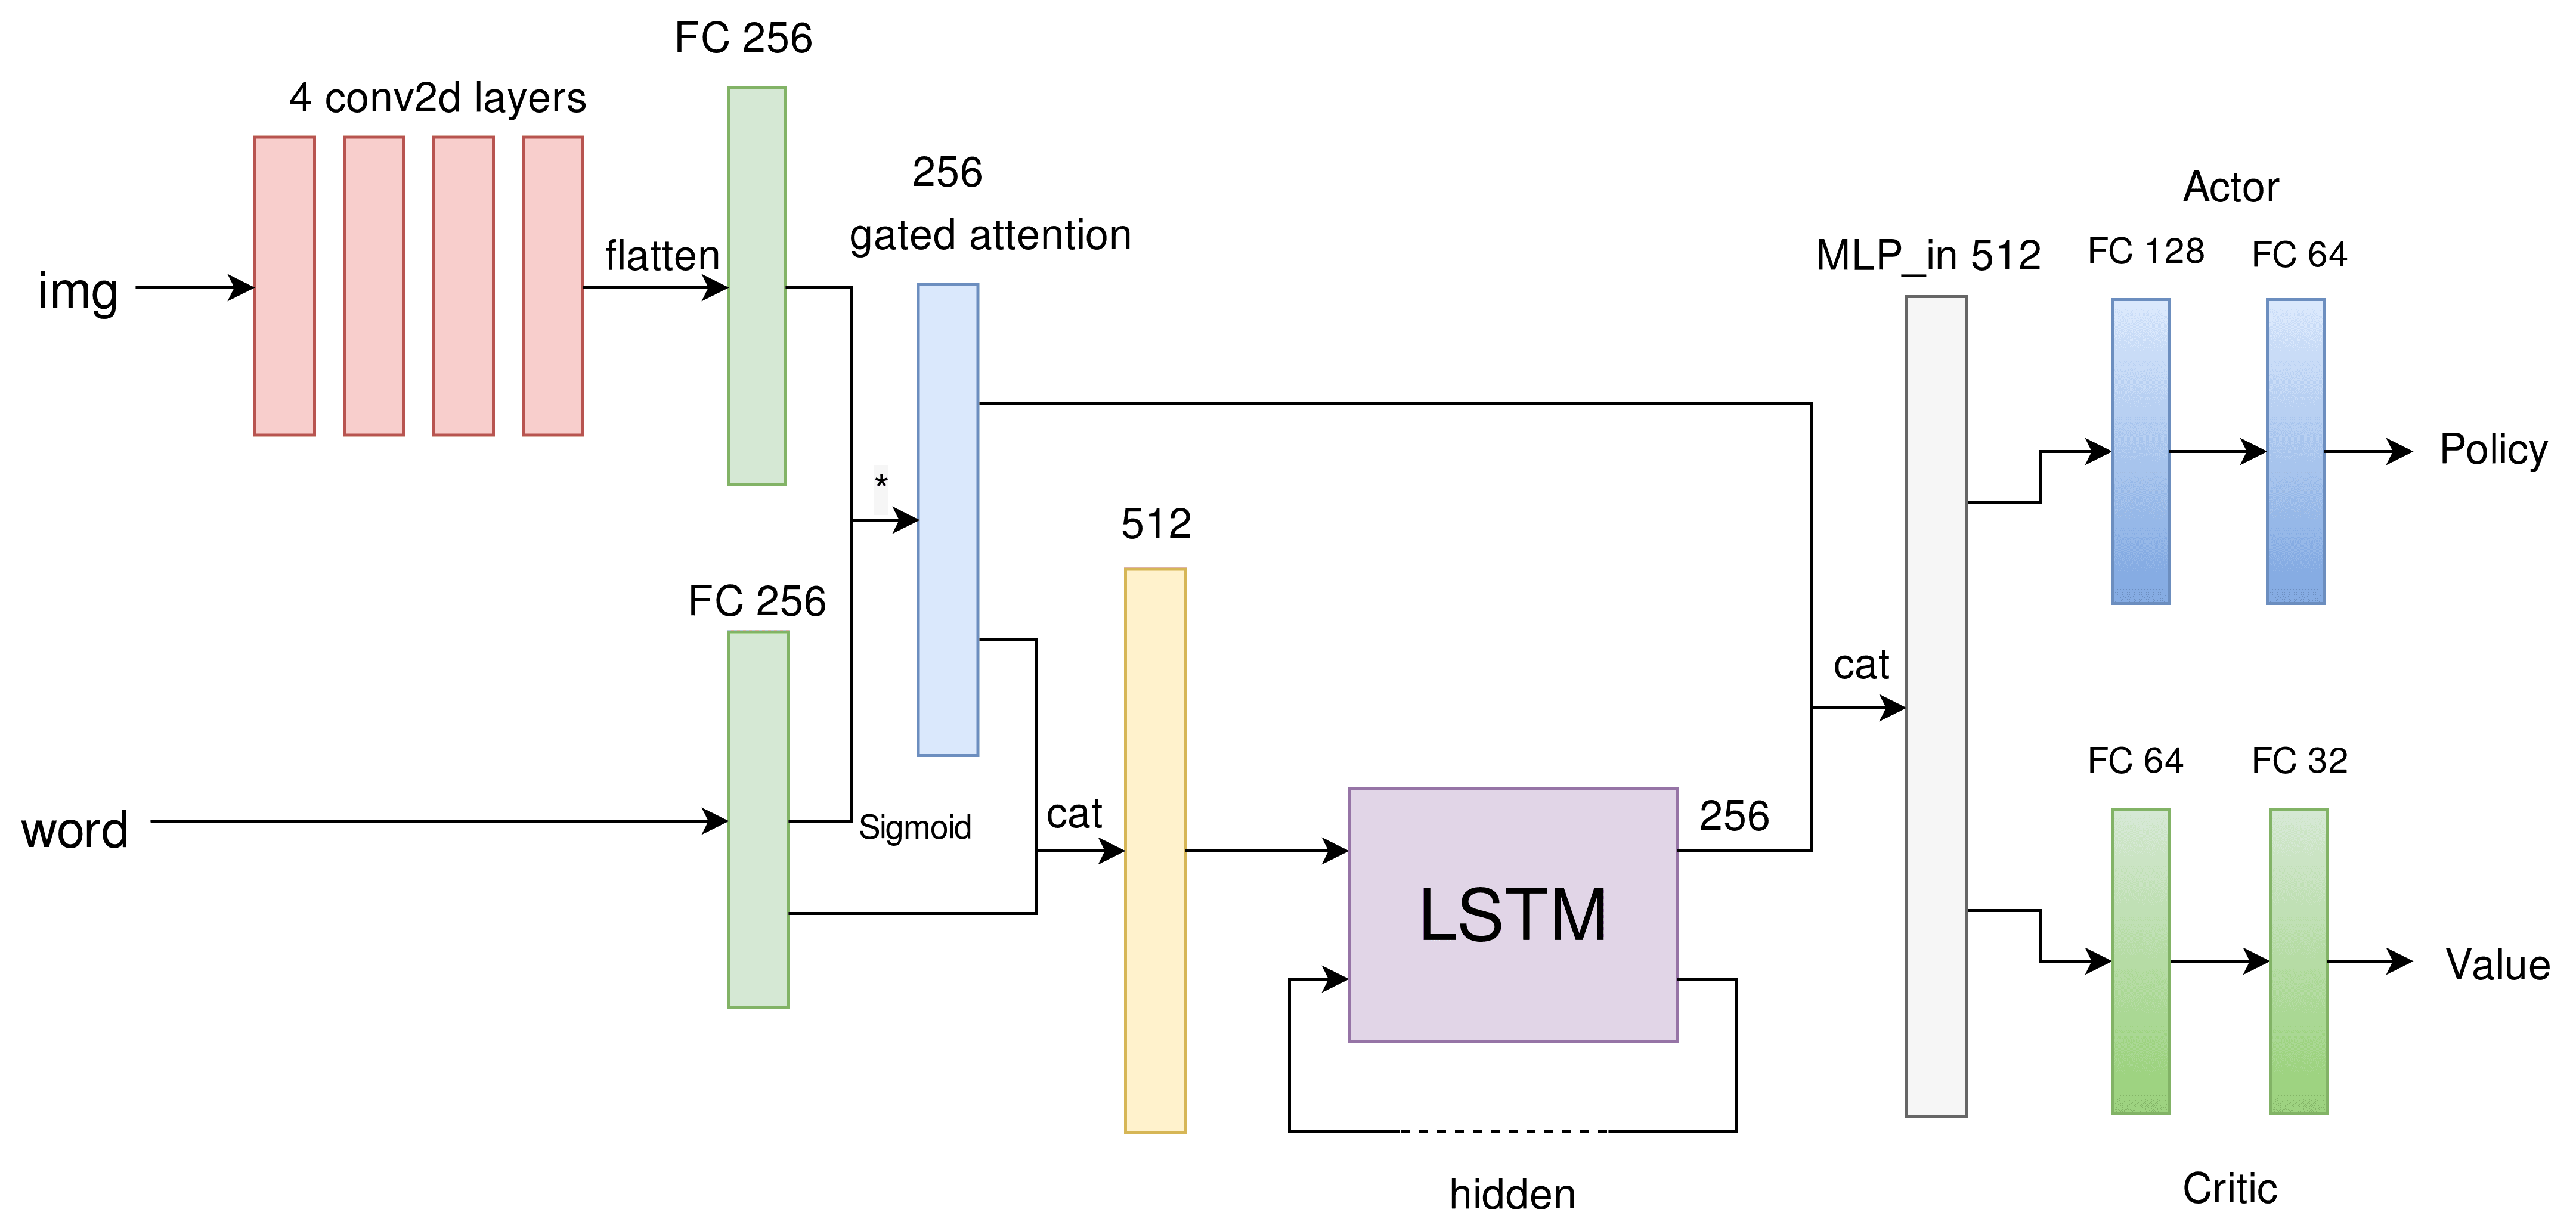 FC 256
4 conv2d layers
256
gated attention
Actor
MLP_in 512
FC 128
FC 64
img
flatten
Policy
*
512
FC 256
cat
FC 64
FC 32
word
Sigmoid
cat
256
LSTM
Value
hidden
Critic